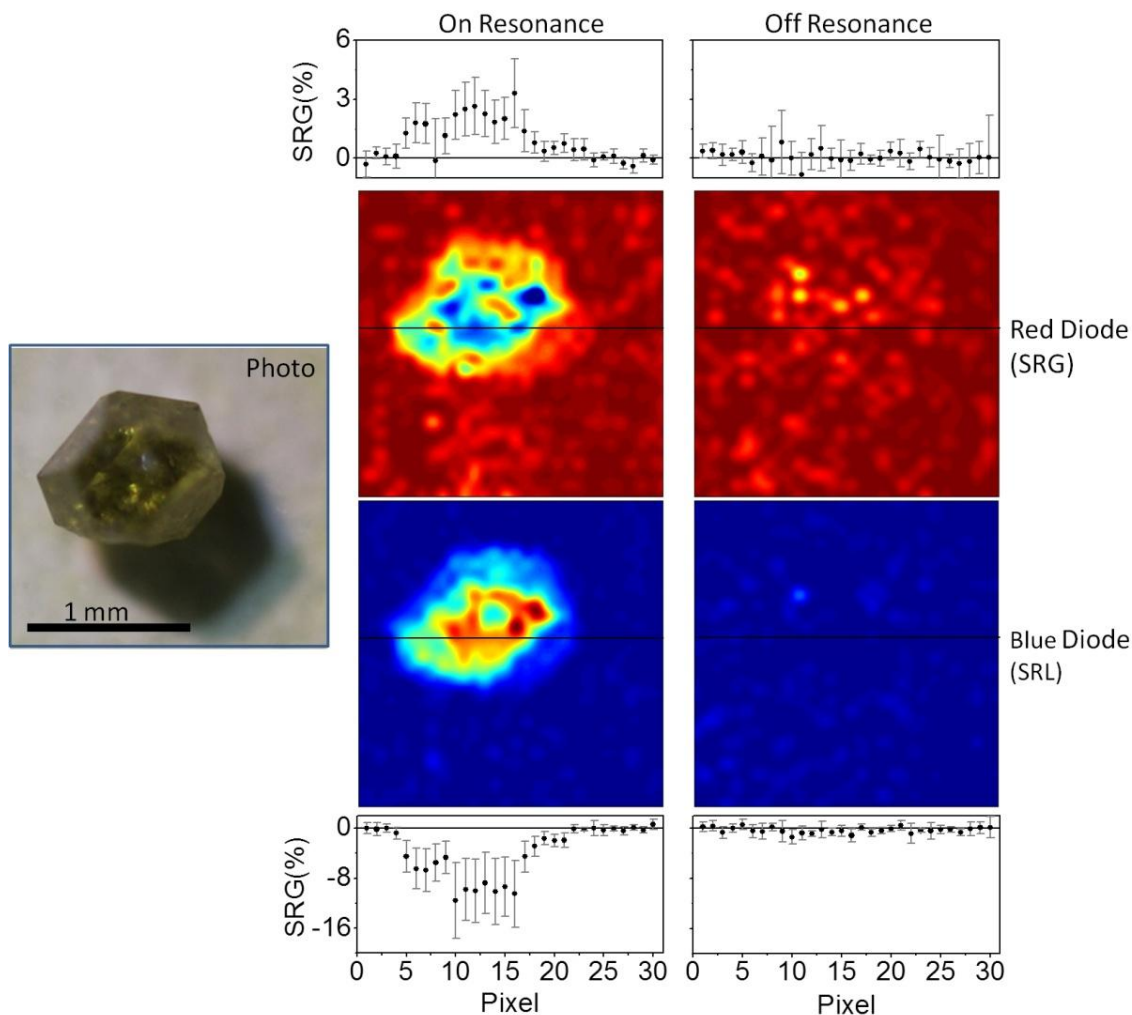 On Resonance
Off Resonance
6
3
0
SRG(%)
Red Diode
(SRG)
Photo
1 mm
Blue Diode
(SRL)
0
-8
-16
SRG(%)
0 5 10 15 20 25 30
0 5 10 15 20 25 30
Pixel
Pixel